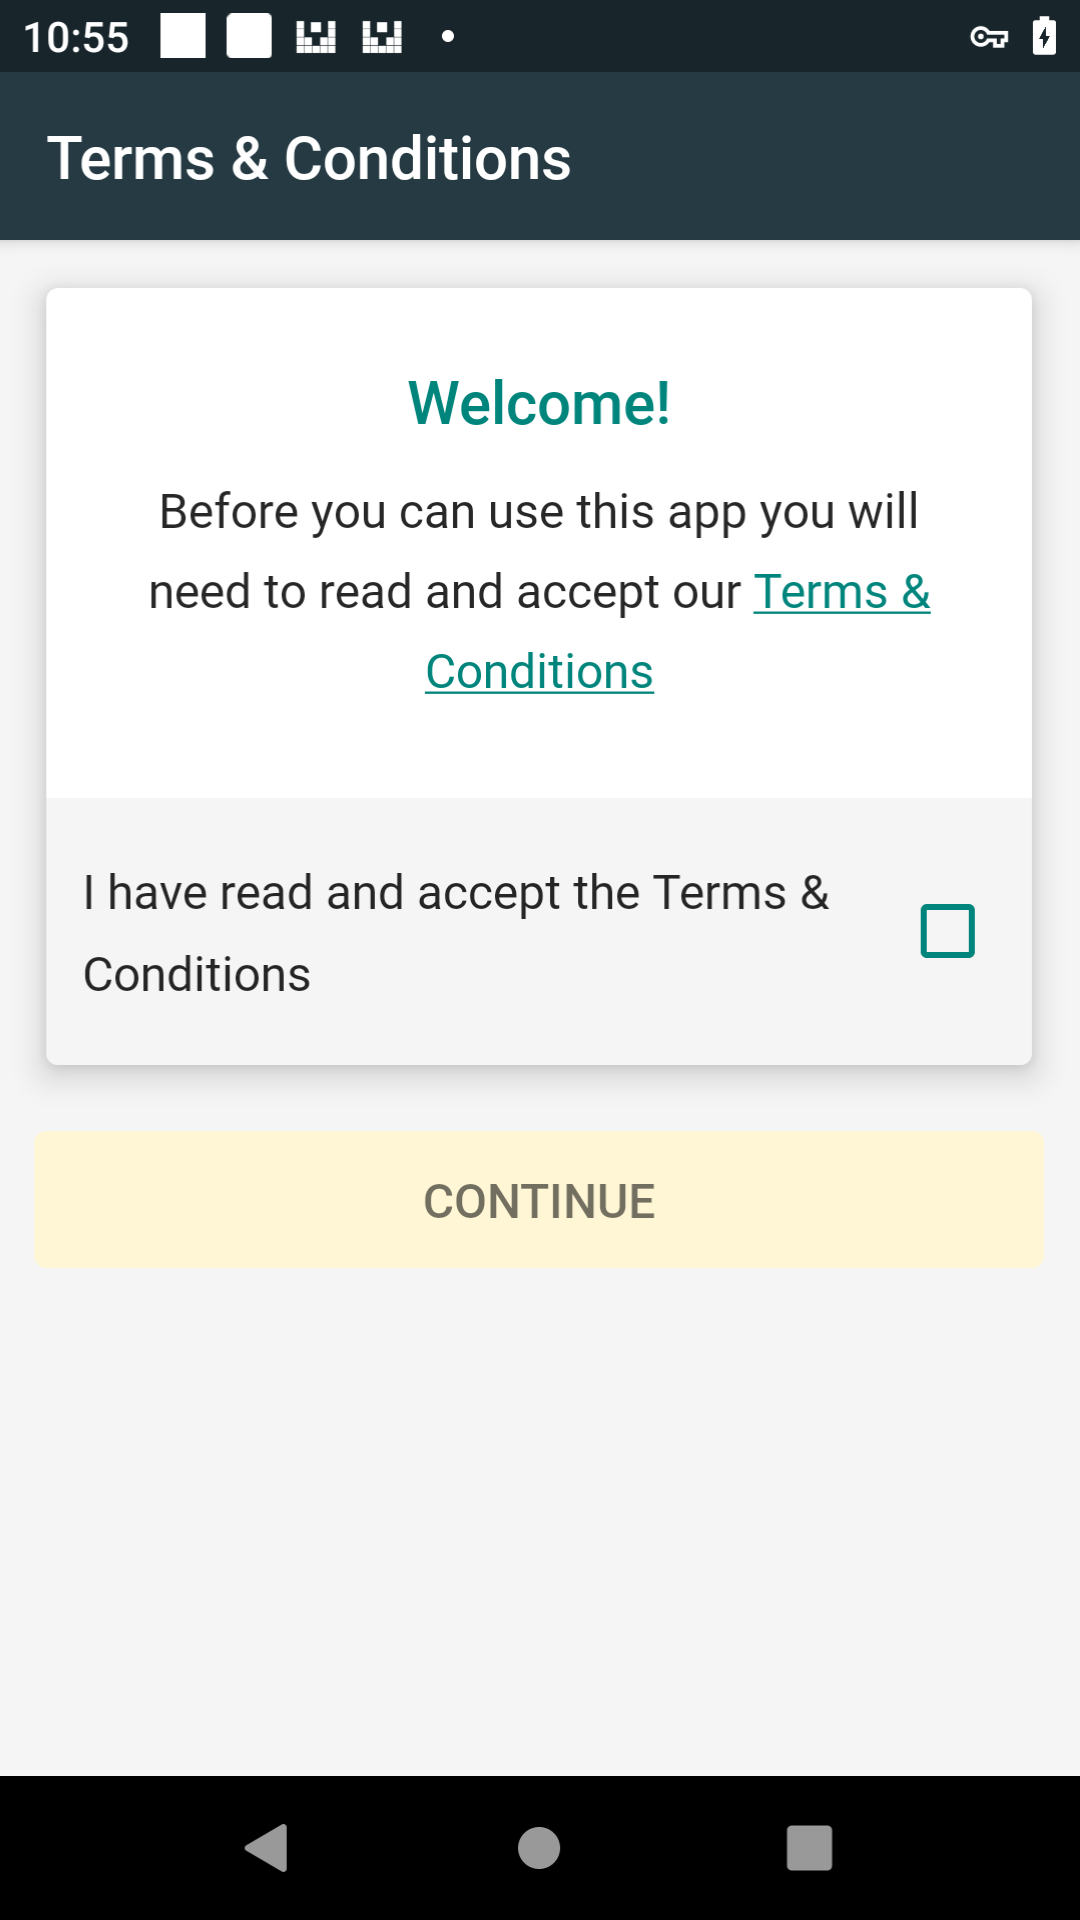 10:55
Terms & Conditions
Welcome!
Before you can use this app you will
need to read and accept our Terms &
Conditions
I have read and accept the Terms &
Conditions
CONTINUE